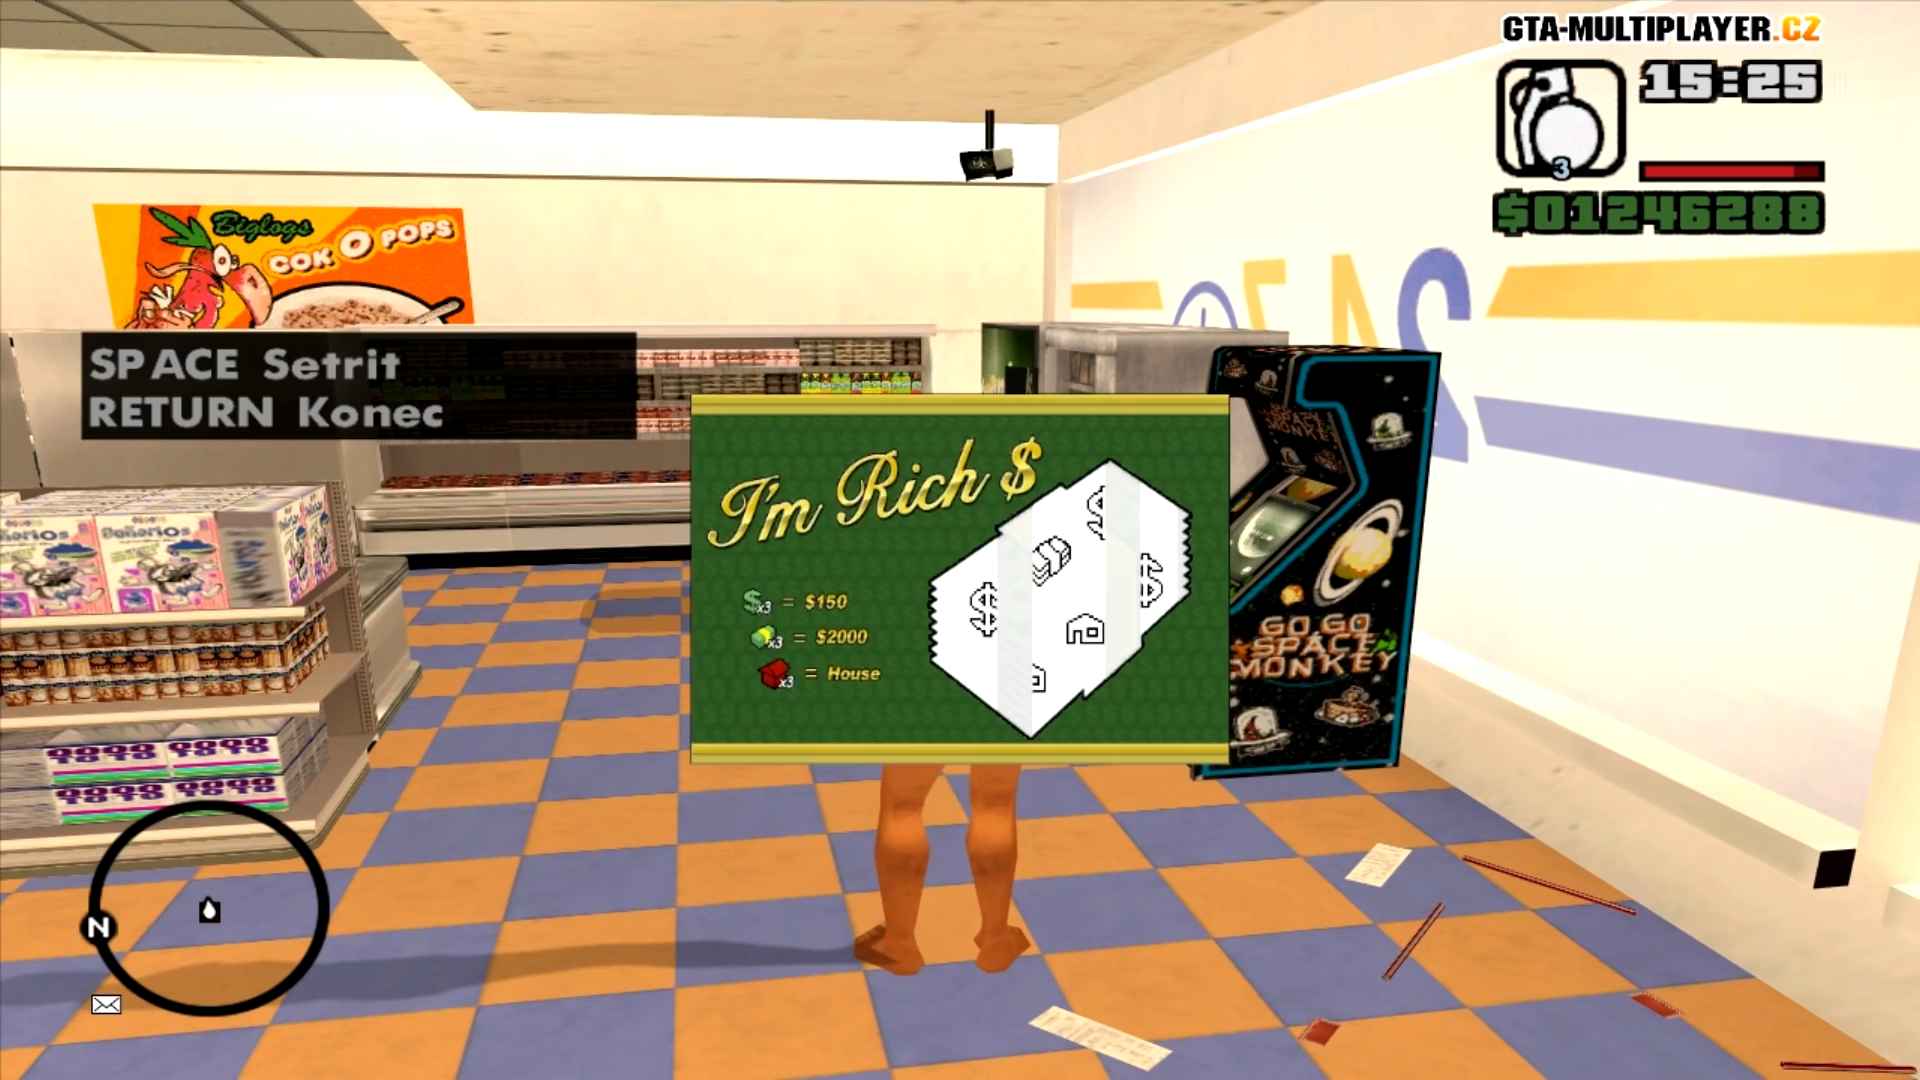 GTA-MULTIPLAYER.CZ
15:25
3
$01246288
Biglogs
COK O POPS
SPACE Setrit
RETURN Konec
I'm Rich $
x3 = $150
x3 = $2000
x3 = House
$
$
$
GO GO
SPACE
MONKEY
N